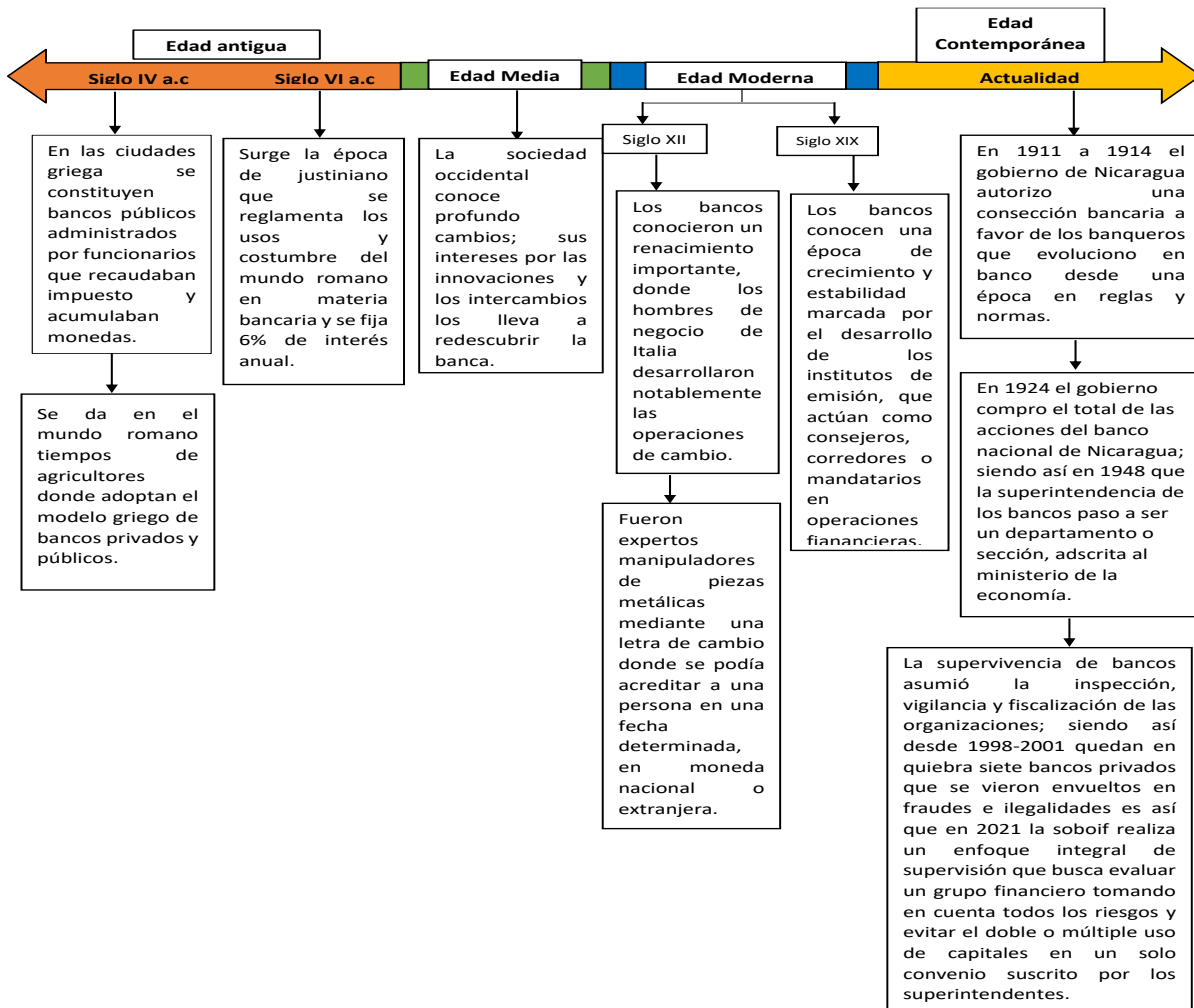 Edad antigua
Edad
Contemporánea
Siglo IV a.c
Siglo VI a.c
Edad Media
Edad Moderna
Actualidad
En las ciudades
griega se
constituyen
bancos públicos
administrados
por funcionarios
que recaudaban
impuesto y
acumulaban
monedas.
Se da en el
mundo romano
tiempos de
agricultores
donde adoptan el
modelo griego de
bancos privados y
públicos.
Surge la época
de justiniano
que se
reglamenta los
usos y
costumbre del
mundo romano
en materia
bancaria y se fija
6% de interés
anual.
La sociedad
occidental
conoce
profundo
cambios; sus
intereses por las
innovaciones y
los intercambios
los lleva a
redescubrir la
banca.
Siglo XII
Los bancos
conocieron un
renacimiento
importante,
donde los
hombres de
negocio de
Italia
desarrollaron
notablemente
las
operaciones
de cambio.
Fueron
expertos
manipuladores
de piezas
metálicas
mediante una
letra de cambio
donde se podía
acreditar a una
persona en una
fecha
determinada,
en moneda
nacional o
extranjera.
Siglo XIX
Los bancos
conocen una
época de
crecimiento y
estabilidad
marcada por
el desarrollo
de los
institutos de
emisión, que
actúan como
consejeros,
corredores o
mandatarios
en
operaciones
fianancieras.
En 1911 a 1914 el
gobierno de Nicaragua
autorizo una
consección bancaria a
favor de los banqueros
que evoluciono en
banco desde una
época en reglas y
normas.
En 1924 el gobierno
compro el total de las
acciones del banco
nacional de Nicaragua;
siendo así en 1948 que
la superintendencia de
los bancos paso a ser
un departamento o
sección, adscrita al
ministerio de la
economía.
La supervivencia de bancos
asumió la inspección,
vigilancia y fiscalización de las
organizaciones; siendo así
desde 1998-2001 quedan en
quiebra siete bancos privados
que se vieron envueltos en
fraudes e ilegalidades es así
que en 2021 la soboif realiza
un enfoque integral de
supervisión que busca evaluar
un grupo financiero tomando
en cuenta todos los riesgos y
evitar el doble o múltiple uso
de capitales en un solo
convenio suscrito por los
superintendentes.